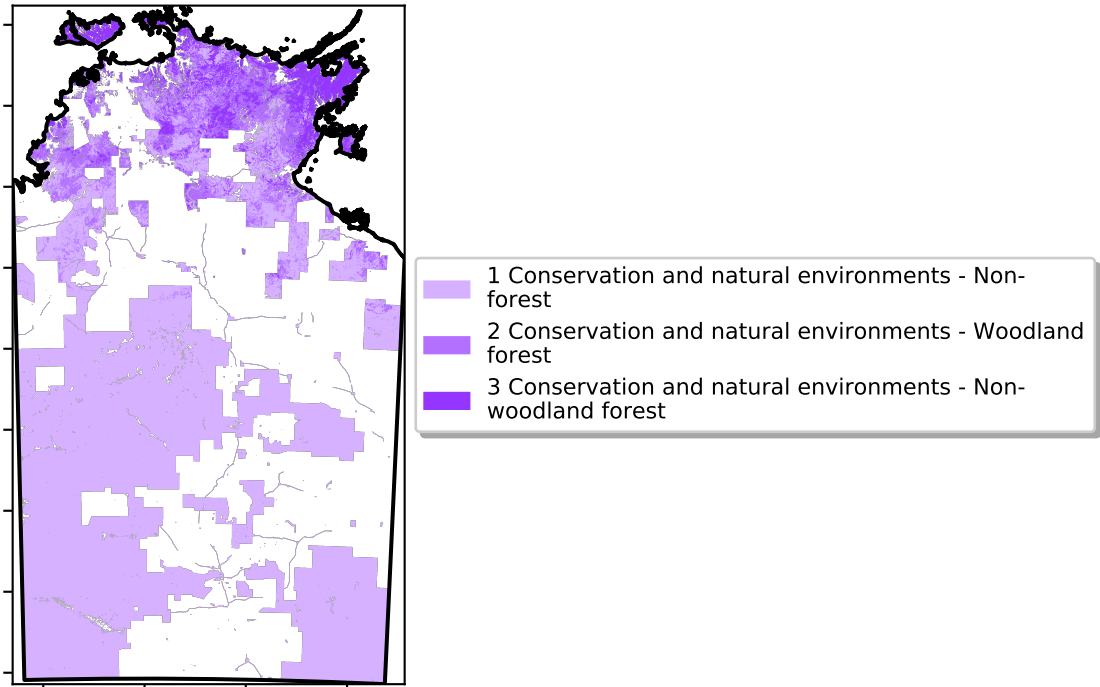 1 Conservation and natural environments - Non-
forest
2 Conservation and natural environments - Woodland
forest
3 Conservation and natural environments - Non-
woodland forest